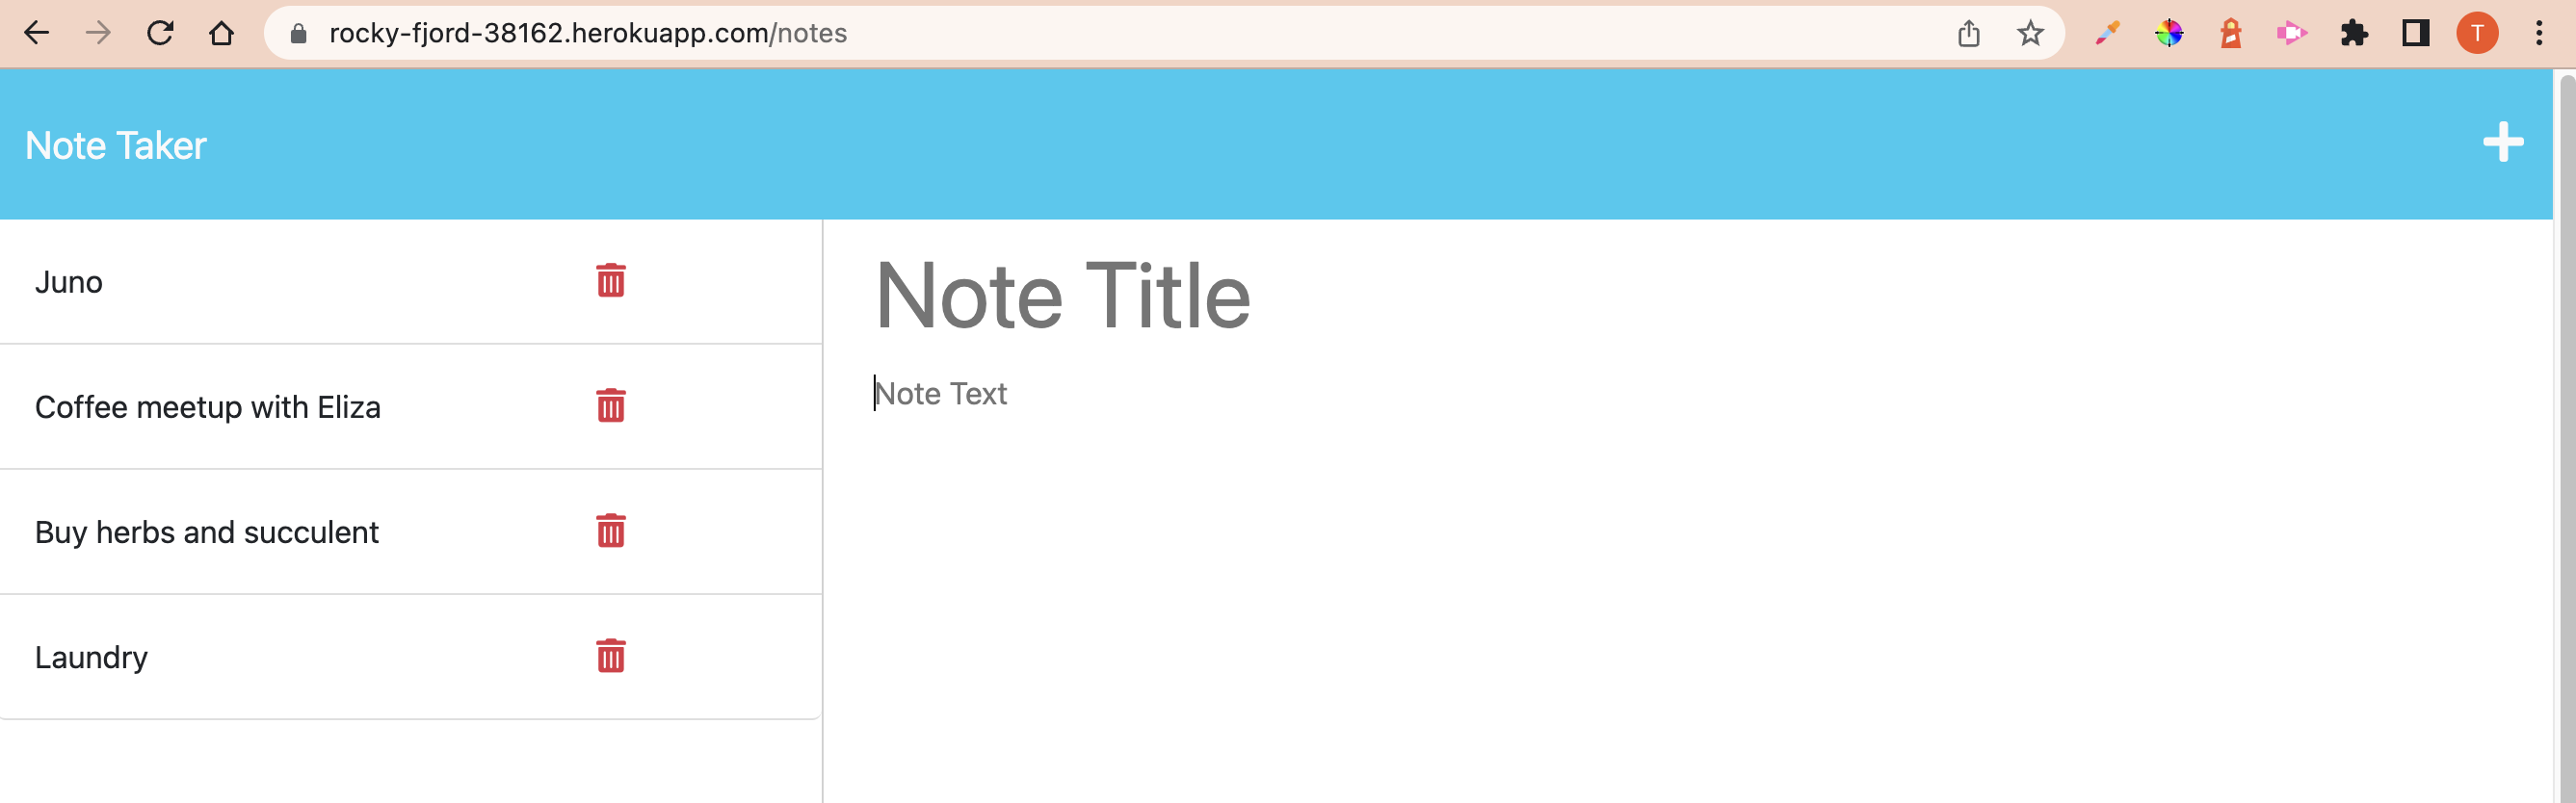 rocky-fjord-38162.herokuapp.com/notes
T
Note Taker
Juno
Coffee meetup with Eliza
Buy herbs and succulent
Laundry
Note Title
Note Text